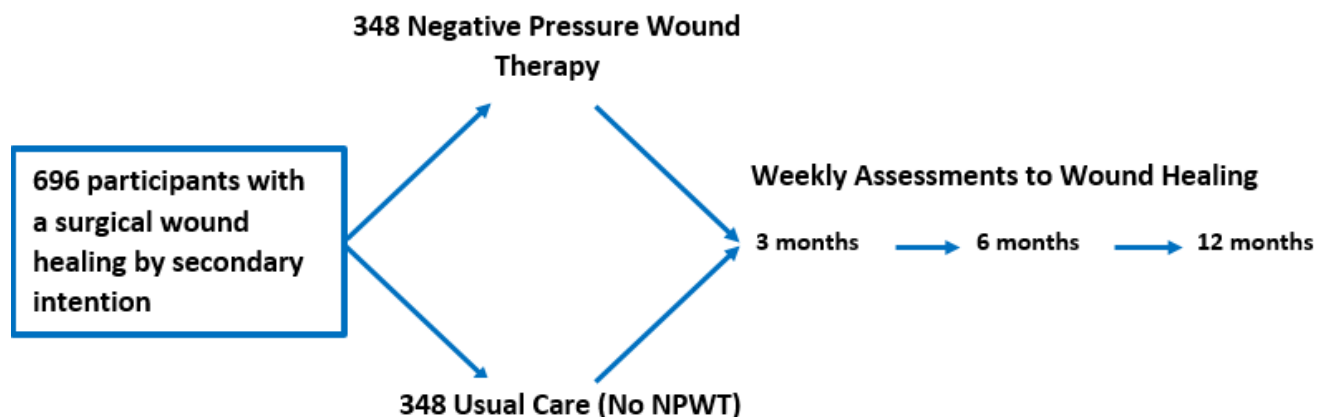 348 Negative Pressure Wound
Therapy
696 participants with
a surgical wound
healing by secondary
intention
Weekly Assessments to Wound Healing
3 months
6 months
12 months
348 Usual Care (No NPWT)